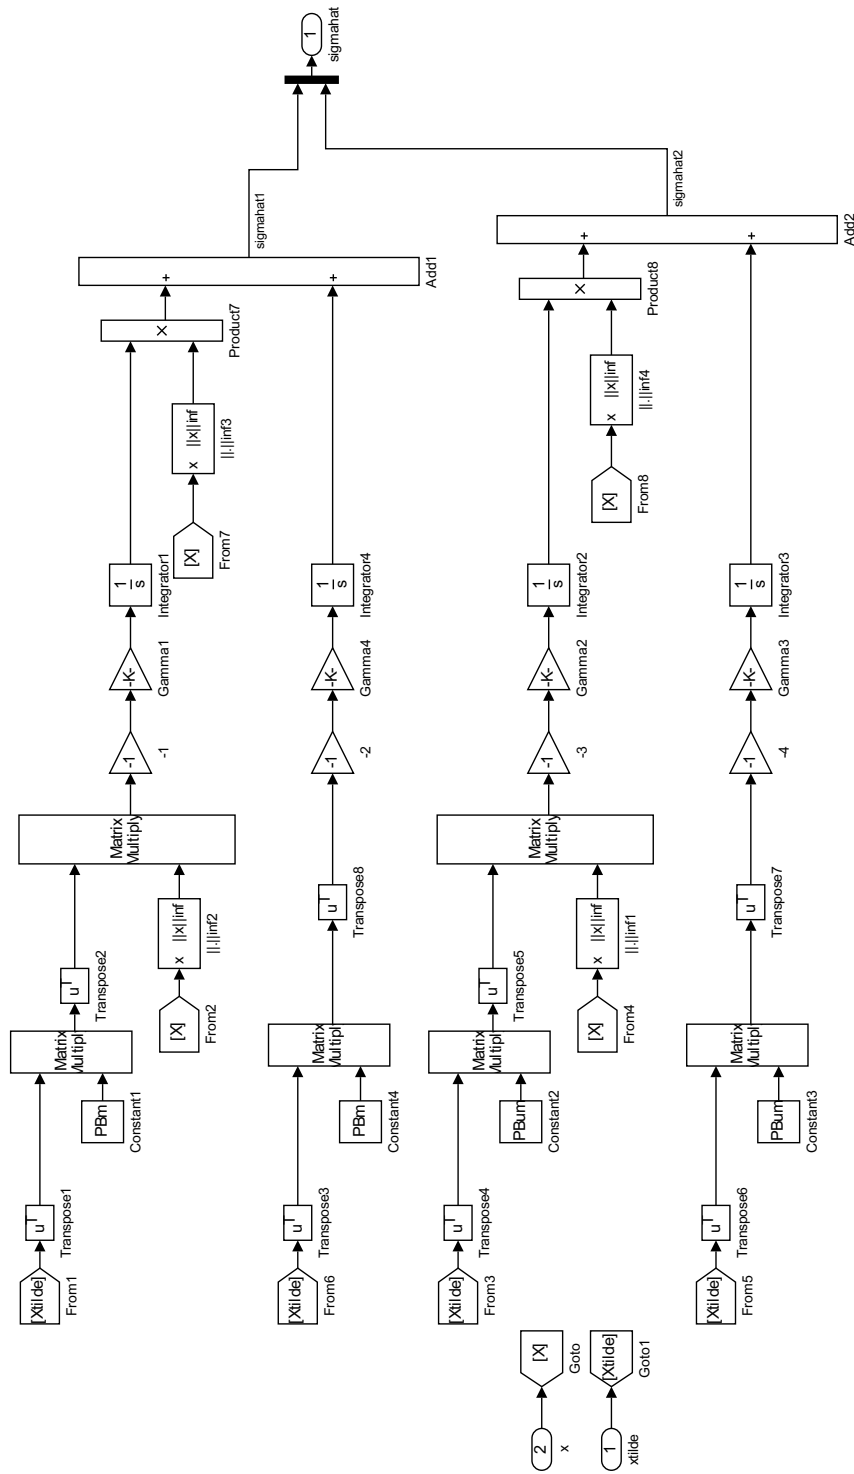 [Xtilde]
From1
u^T
Transpose1
PBm
Constant1
Matrix
Multipl
u^T
Transpose2
[X]
From2
x ||x||inf
||.||inf2
Matrix
Multiply
-1
-1
-K-
Gamma1
1
s
Integrator1
[X]
From7
x ||x||inf
||.||inf3
×
Product7
+
+
Add1
sigmahat1
1
sigmahat
[Xtilde]
From6
u^T
Transpose3
PBm
Constant4
Matrix
Multipl
u^T
Transpose8
-1
-2
-K-
Gamma4
1
s
Integrator4
[Xtilde]
From3
u^T
Transpose4
PBum
Constant2
Matrix
Multipl
u^T
Transpose5
[X]
From4
x ||x||inf
||.||inf1
Matrix
Multiply
-1
-3
-K-
Gamma2
1
s
Integrator2
[X]
From8
x ||x||inf
||.||inf4
×
Product8
+
+
Add2
sigmahat2
2
x
[X]
Goto
1
xtilde
[Xtilde]
Goto1
[Xtilde]
From5
u^T
Transpose6
PBum
Constant3
Matrix
Multipl
u^T
Transpose7
-1
-4
-K-
Gamma3
1
s
Integrator3